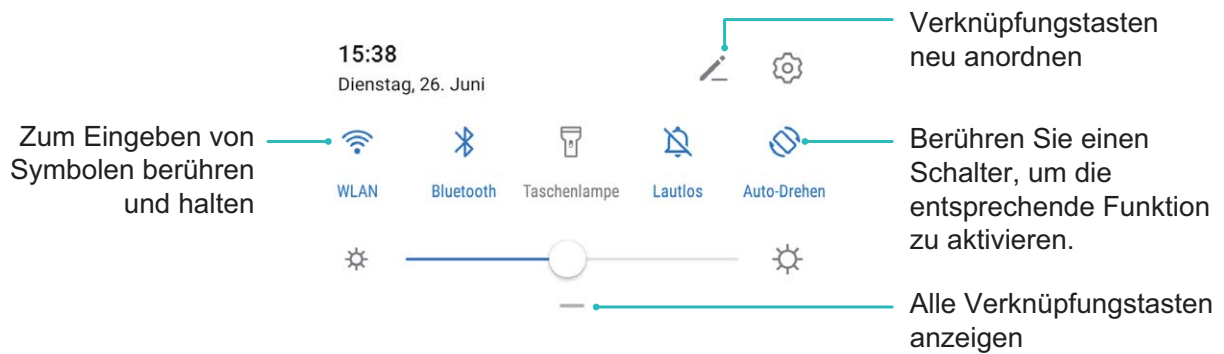 Verknüpfungstasten
neu anordnen
15:38
Dienstag, 26. Juni
Zum Eingeben von
Symbolen berühren
und halten
WLAN
Bluetooth
Taschenlampe
Lautlos
Auto-Drehen
Berühren Sie einen
Schalter, um die
entsprechende Funktion
zu aktivieren.
Alle Verknüpfungstasten
anzeigen